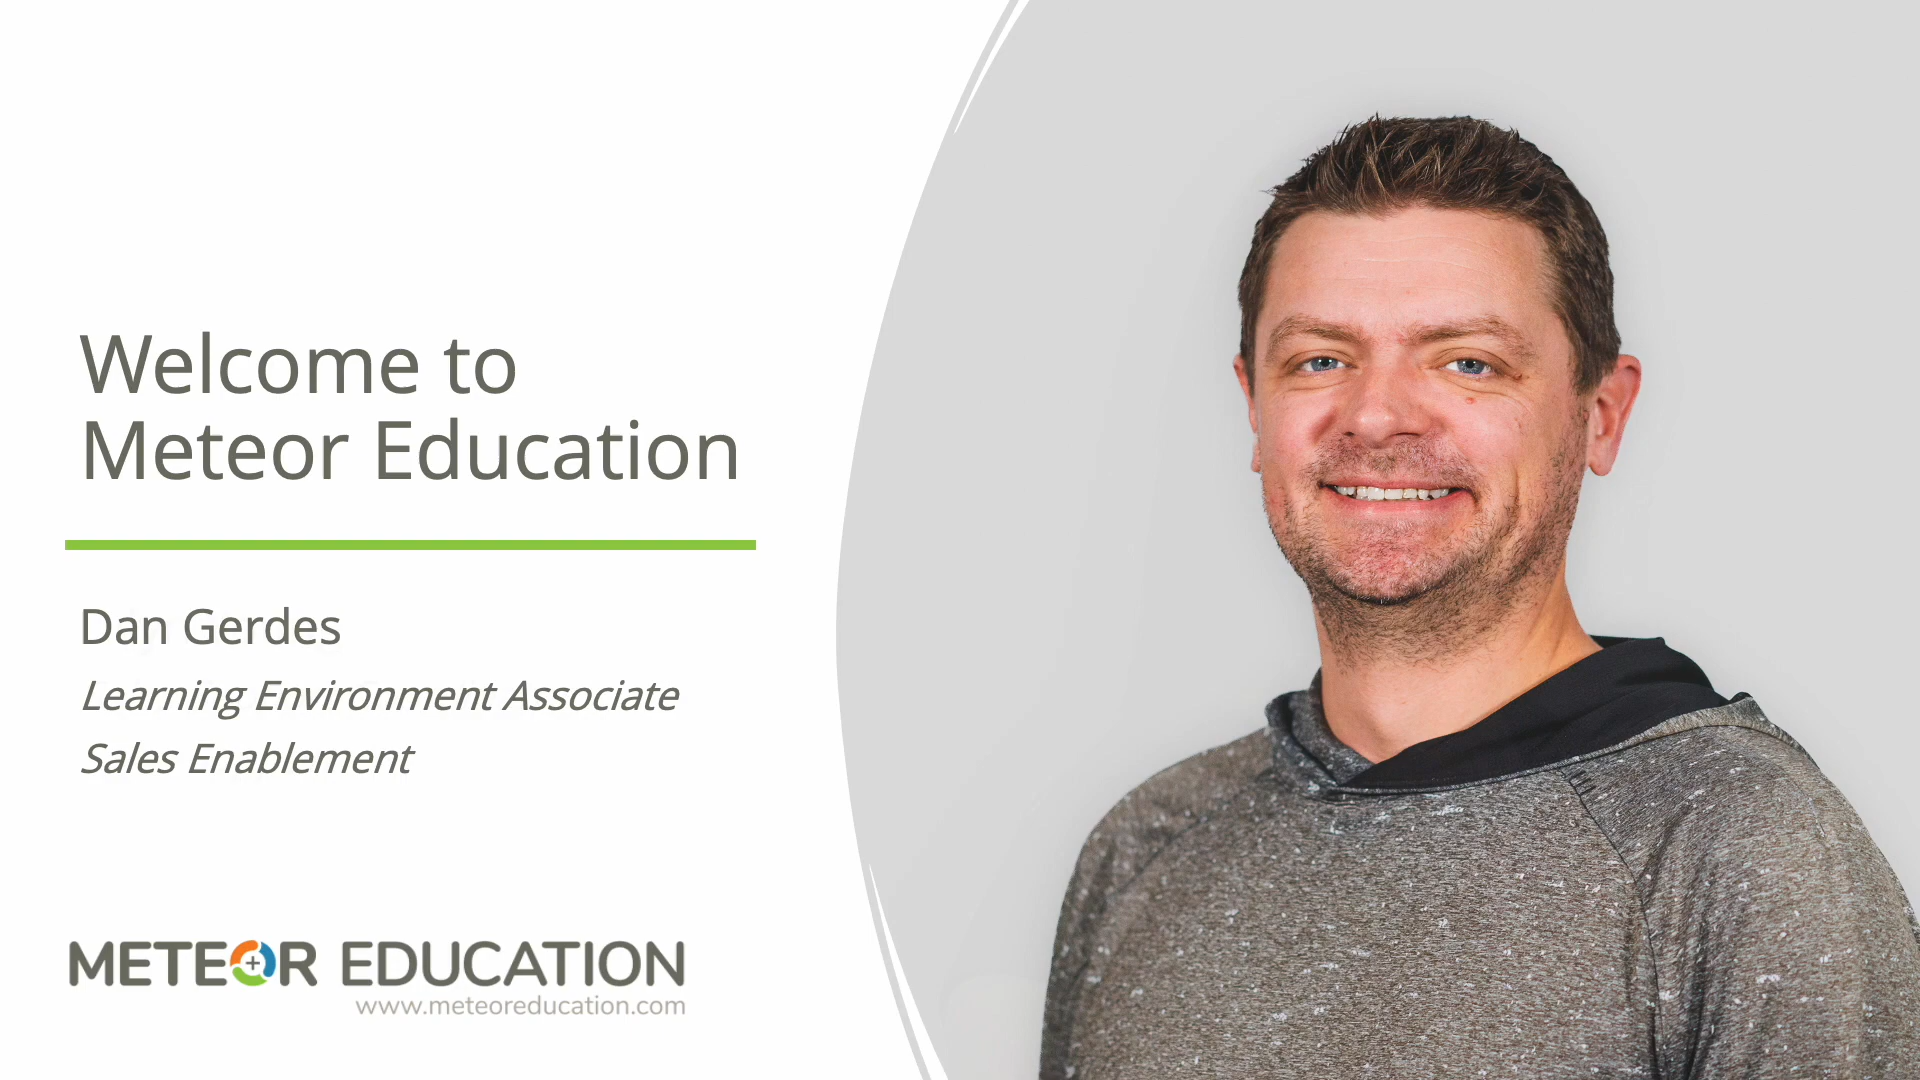 Welcome to
Meteor Education
Dan Gerdes
Learning Environment Associate
Sales Enablement
METEOR EDUCATION
www.meteoreducation.com